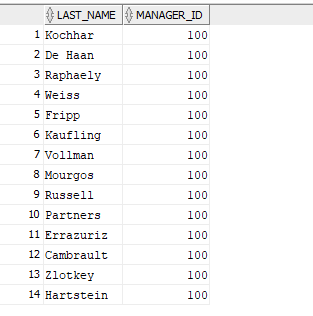 LAST_NAME MANAGER_ID
1 Kochhar 100
2 De Haan 100
3 Raphaely 100
4 Weiss 100
5 Fripp 100
6 Kaufling 100
7 Vollman 100
8 Mourgos 100
9 Russell 100
10 Partners 100
11 Errazuriz 100
12 Cambrault 100
13 Zlotkey 100
14 Hartstein 100